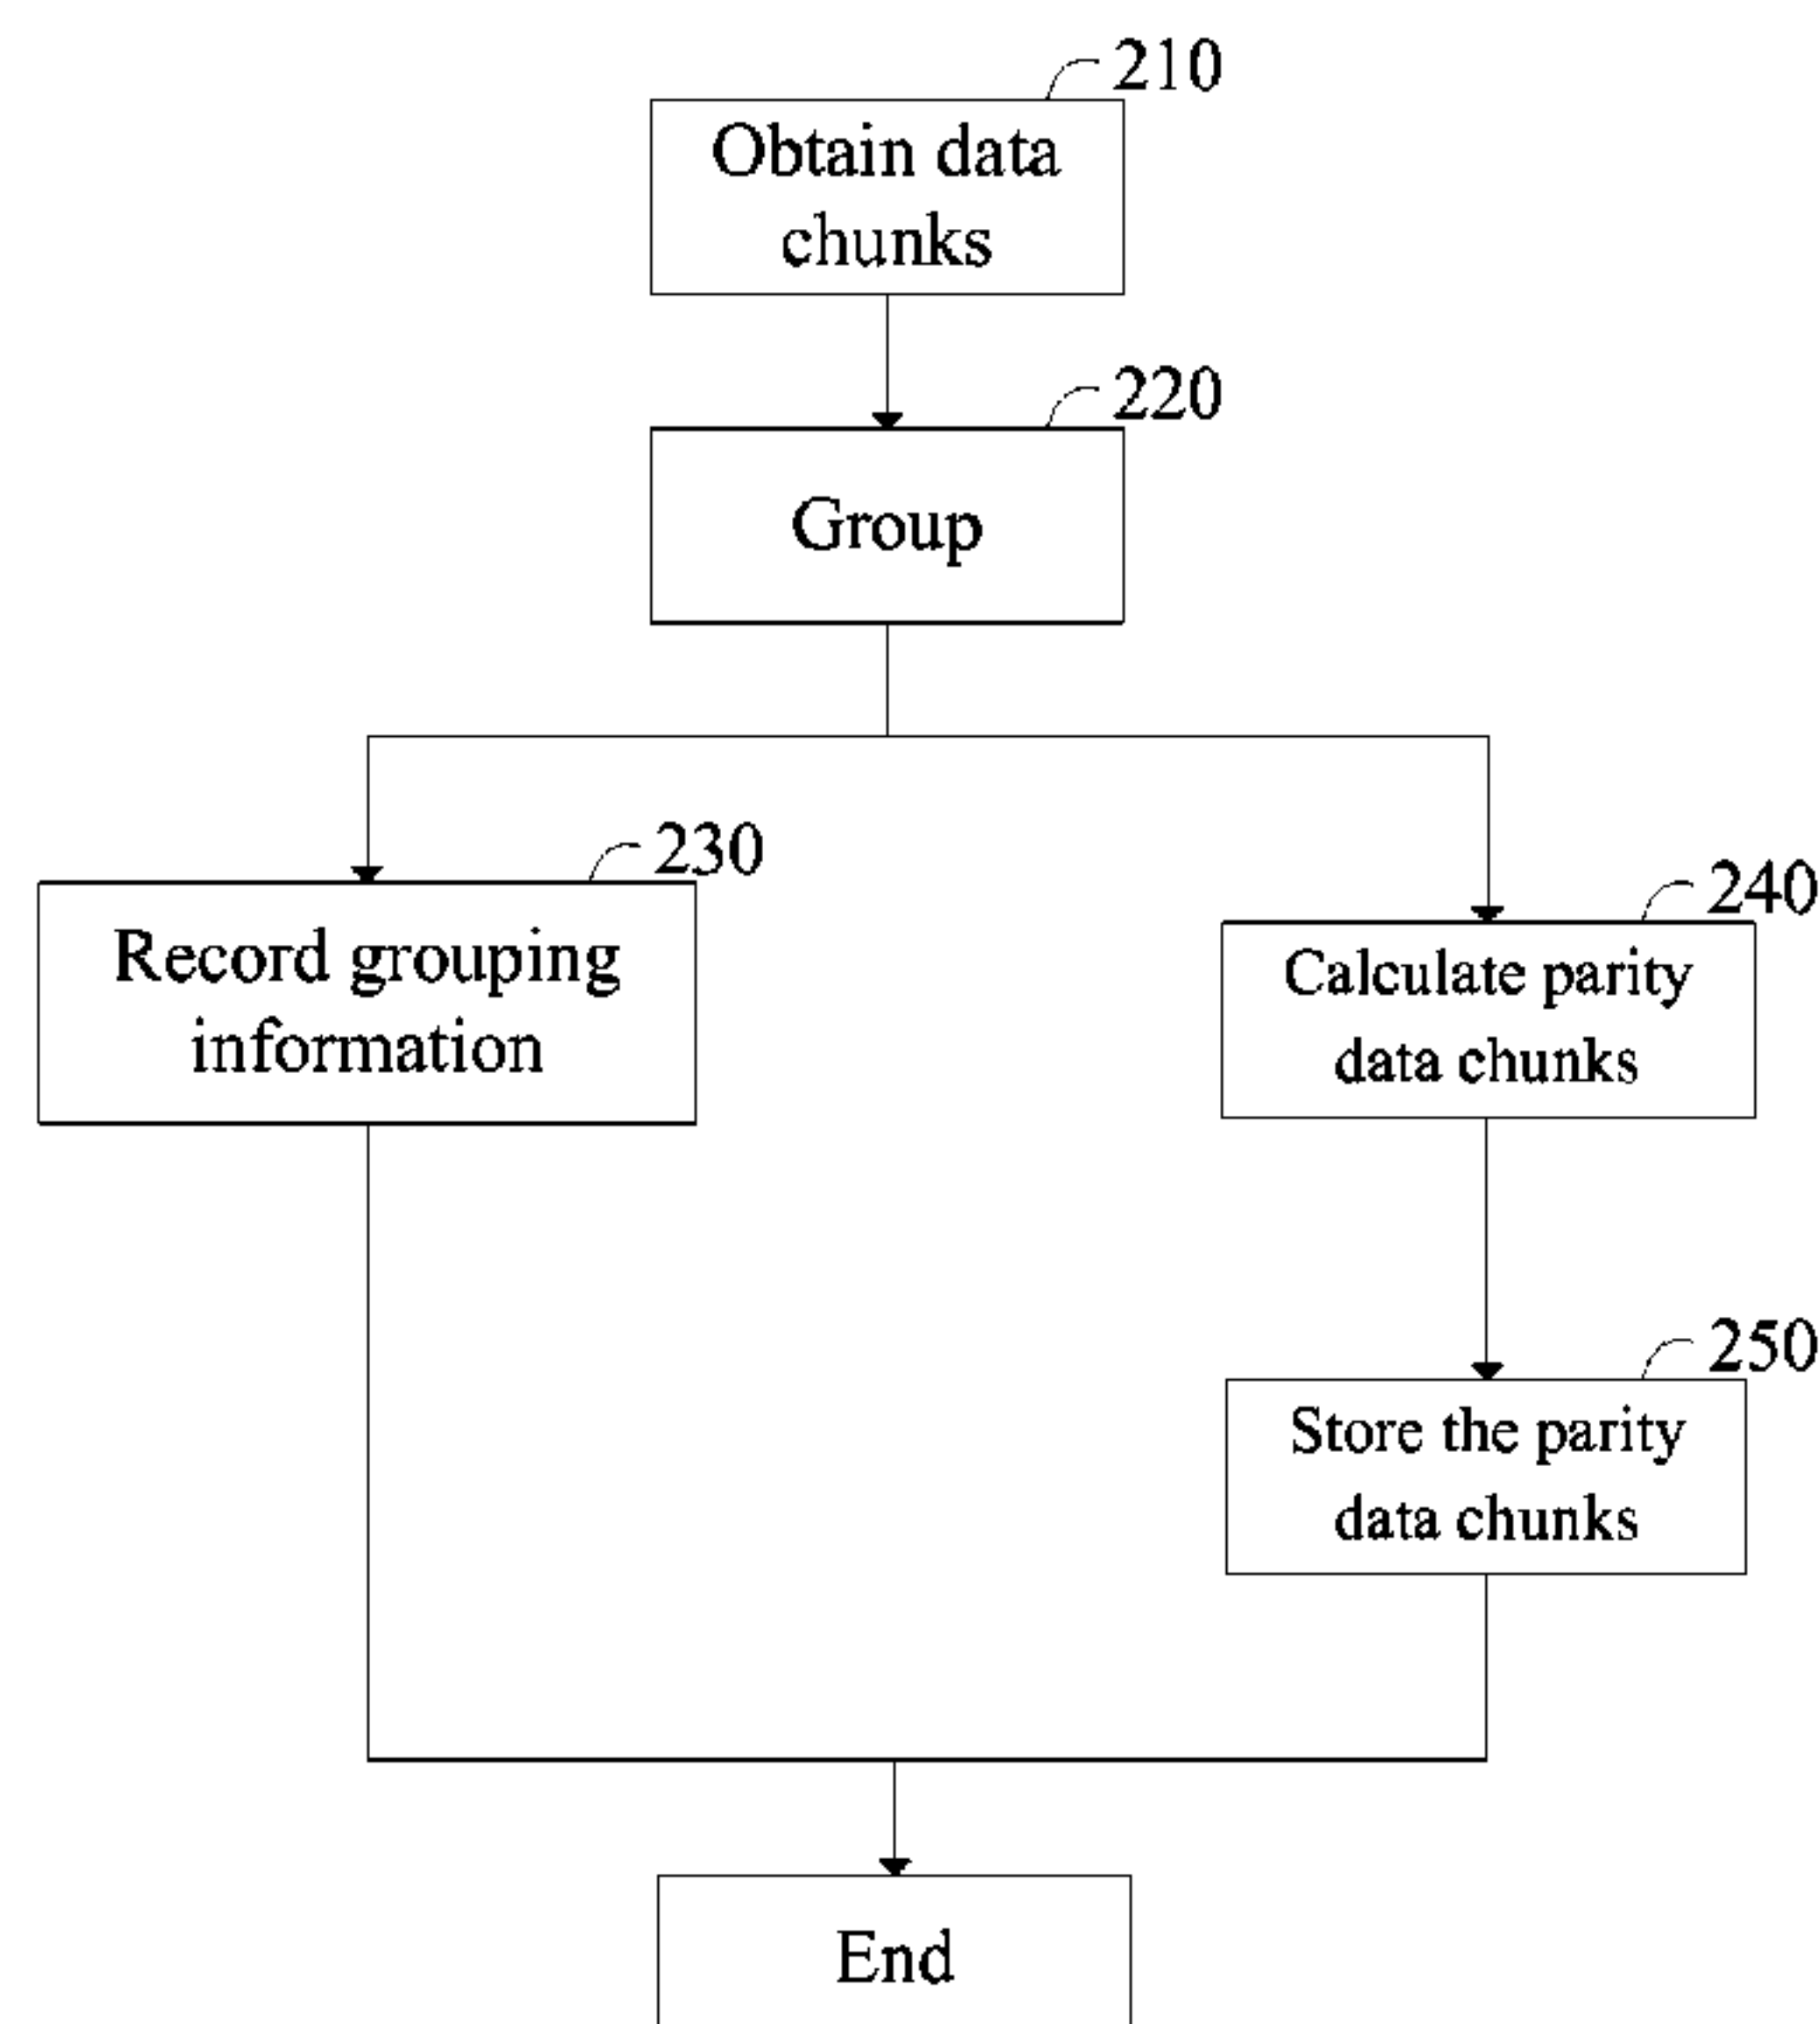 210
Obtain data
chunks
220
Group
230
Record grouping
information
240
Calculate parity
data chunks
250
Store the parity
data chunks
End